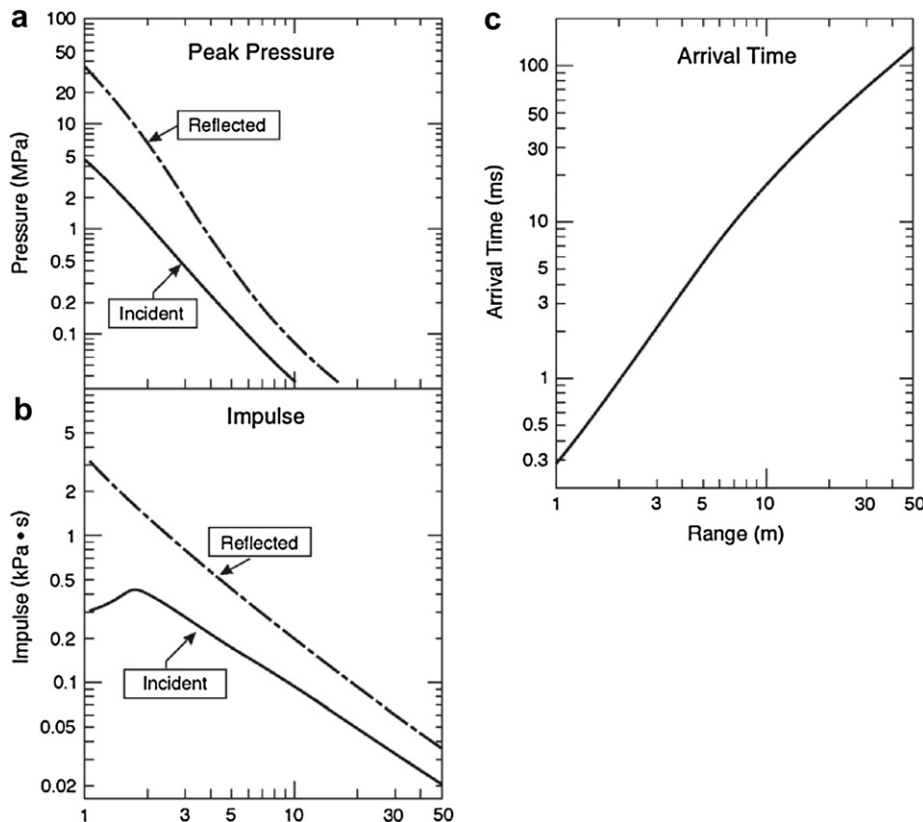 a
Peak Pressure
100
50
20
10
5
2
1
0.5
0.2
0.1
Pressure (MPa)
Reflected
Incident
b
Impulse
5
2
1
0.5
0.2
0.1
0.05
0.02
Impulse (kPa • s)
Reflected
Incident
1 3 5 10 30 50
c
Arrival Time
100
50
30
10
5
3
1
0.5
0.3
Arrival Time (ms)
1 3 5 10 30 50
Range (m)